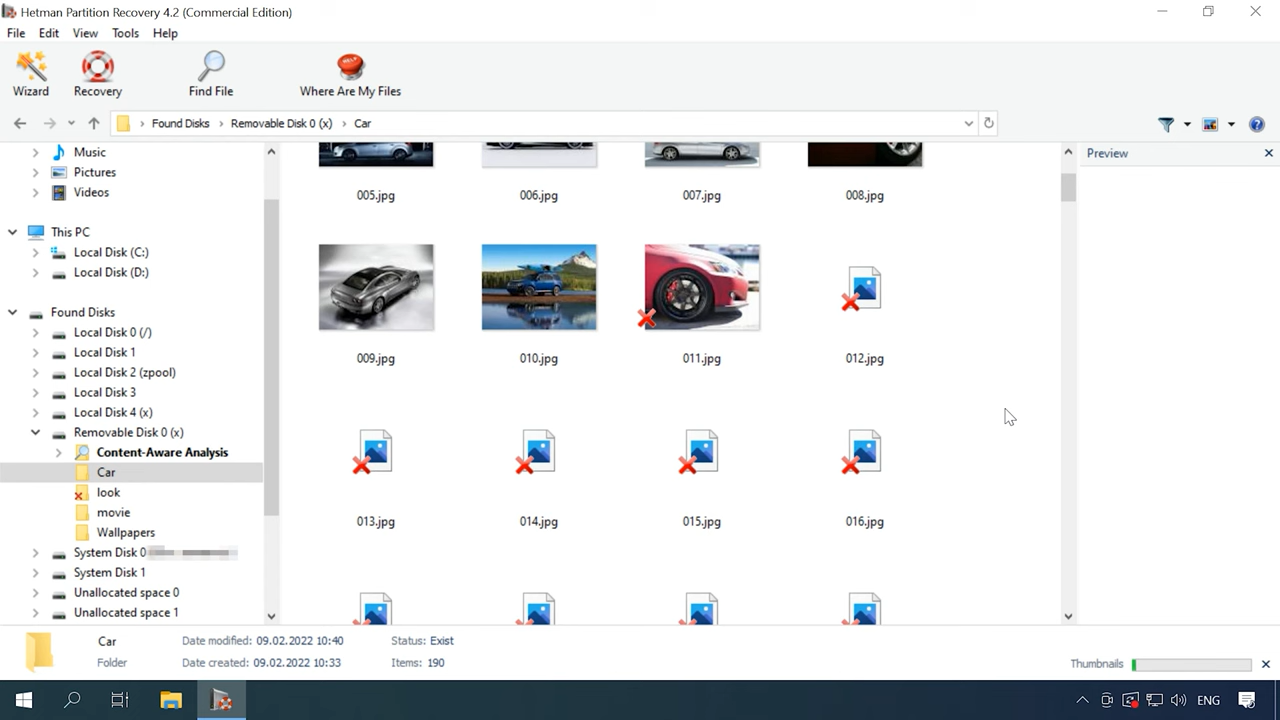 Hetman Partition Recovery 4.2 (Commercial Edition)
File Edit View Tools Help
Wizard Recovery Find File Where Are My Files
Found Disks Removable Disk 0 (x) Car
Music
Pictures
Videos
This PC
Local Disk (C:)
Local Disk (D:)
Found Disks
Local Disk 0 (/)
Local Disk 1
Local Disk 2 (zpool)
Local Disk 3
Local Disk 4 (x)
Removable Disk 0 (x)
Content-Aware Analysis
Car
look
movie
Wallpapers
System Disk 0
System Disk 1
Unallocated space 0
Unallocated space 1
005.jpg 006.jpg 007.jpg 008.jpg
009.jpg 010.jpg 011.jpg 012.jpg
013.jpg 014.jpg 015.jpg 016.jpg
Preview
Car Date modified: 09.02.2022 10:40 Status: Exist
Folder Date created: 09.02.2022 10:33 Items: 190
Thumbnails
ENG